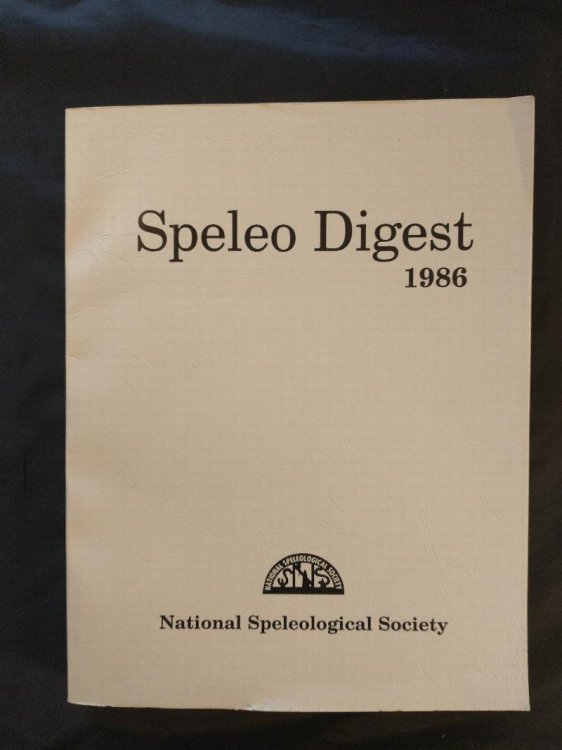 Speleo Digest
1986
NATIONAL SPELEOLOGICAL SOCIETY
NSS
National Speleological Society